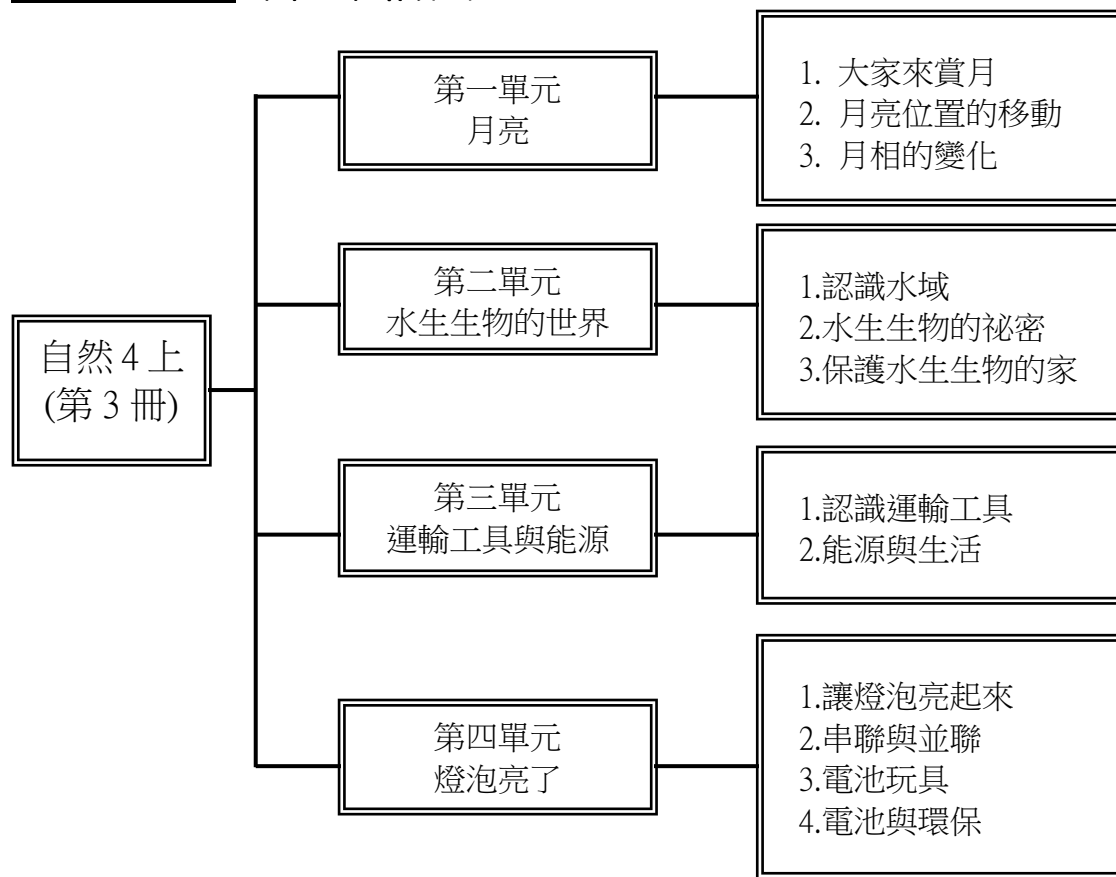 自然 4 上
(第 3 冊)
第一單元
月亮
1. 大家來賞月
2. 月亮位置的移動
3. 月相的變化
第二單元
水生生物的世界
1.認識水域
2.水生生物的祕密
3.保護水生生物的家
第三單元
運輸工具與能源
1.認識運輸工具
2.能源與生活
第四單元
燈泡亮了
1.讓燈泡亮起來
2.串聯與並聯
3.電池玩具
4.電池與環保